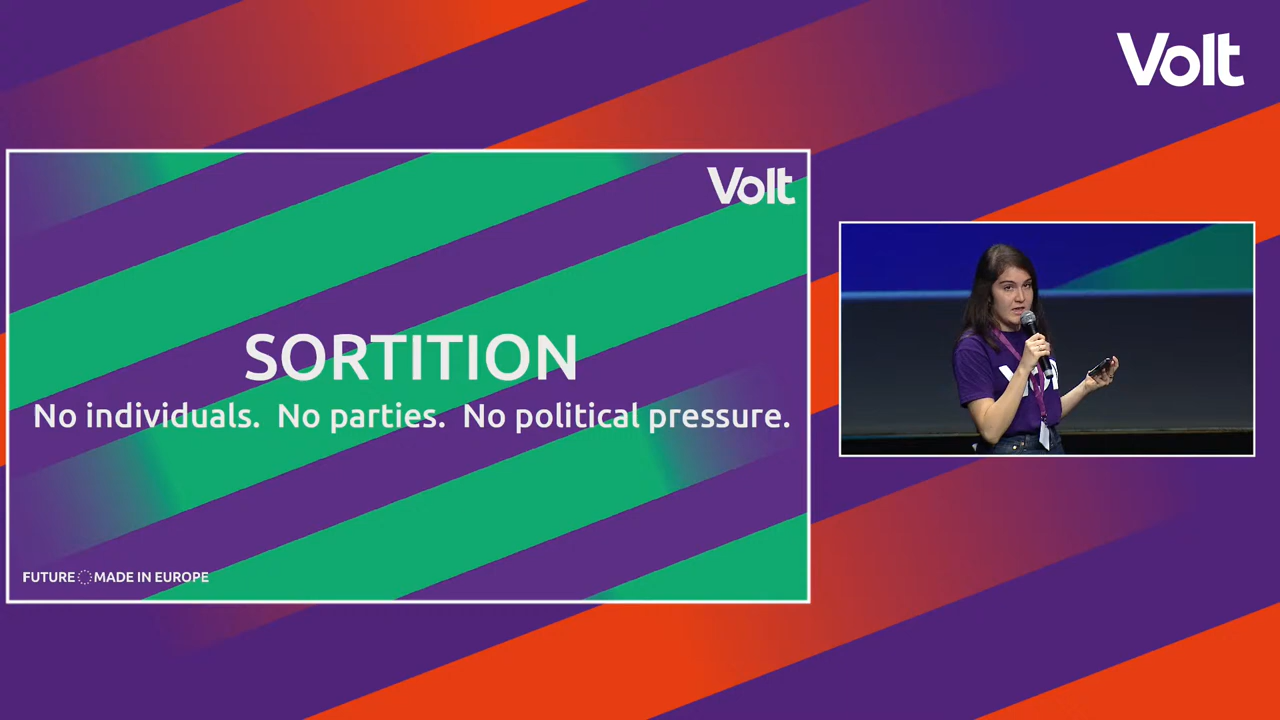 Volt
Volt
SORTITION
No individuals. No parties. No political pressure.
FUTURE MADE IN EUROPE